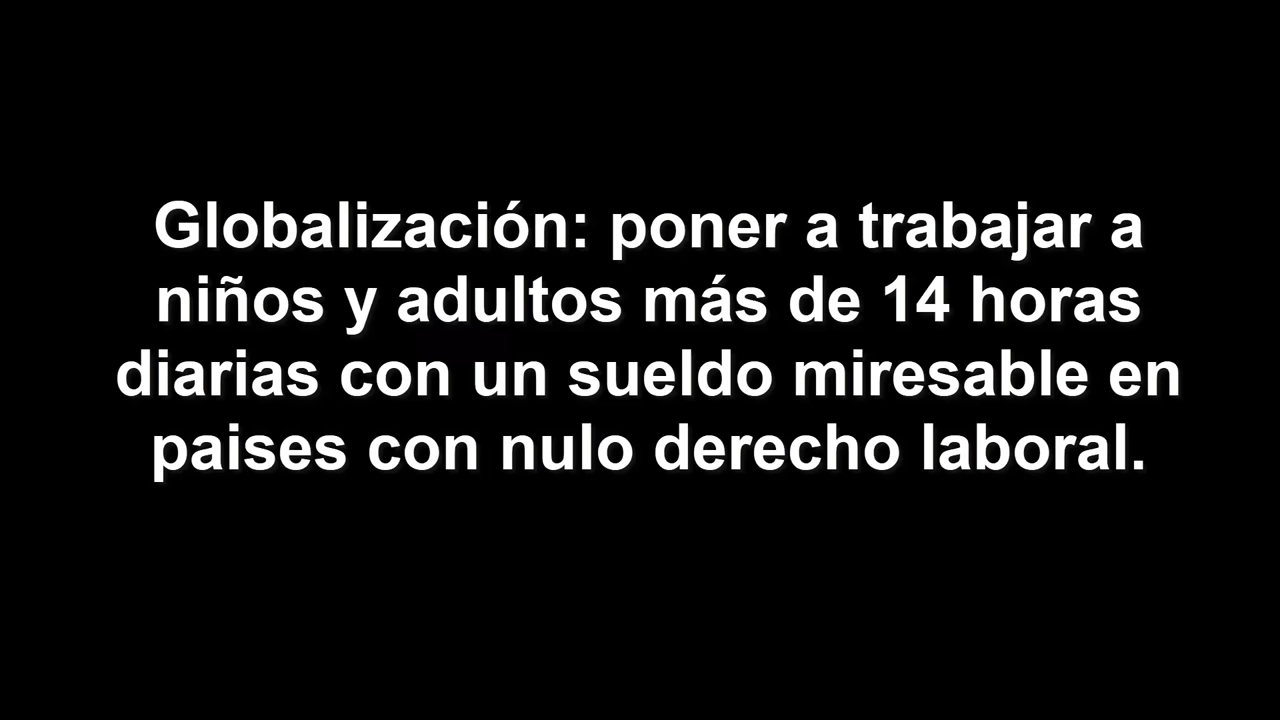 Globalización: poner a trabajar a
niños y adultos más de 14 horas
diarias con un sueldo miresable en
paises con nulo derecho laboral.